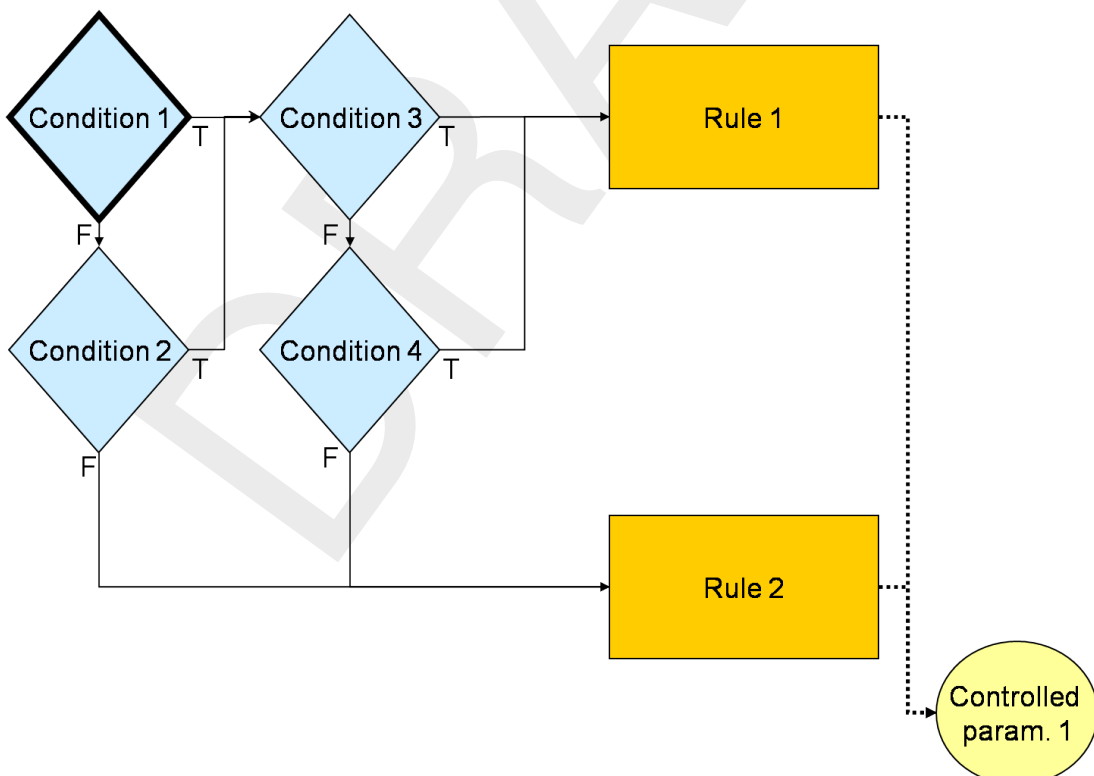 Condition 1
T
Condition 3
T
Rule 1
F
F
Condition 2
T
Condition 4
T
F
F
Rule 2
Controlled
param. 1